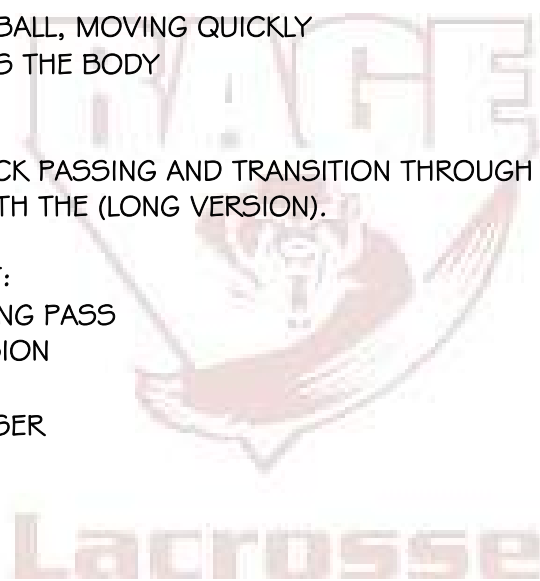 RAGE
BALL, MOVING QUICKLY
S THE BODY
CK PASSING AND TRANSITION THROUGH
TH THE (LONG VERSION).
:
NG PASS
SION
SER
Lacrosse